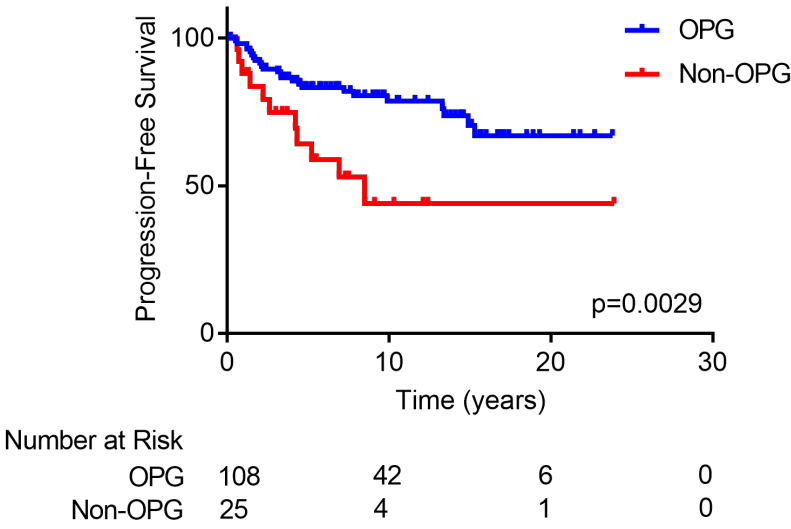 Progression-Free Survival
100
50
0
OPG
Non-OPG
p=0.0029
0 10 20 30
Time (years)
Number at Risk
OPG 108 42 6 0
Non-OPG 25 4 1 0